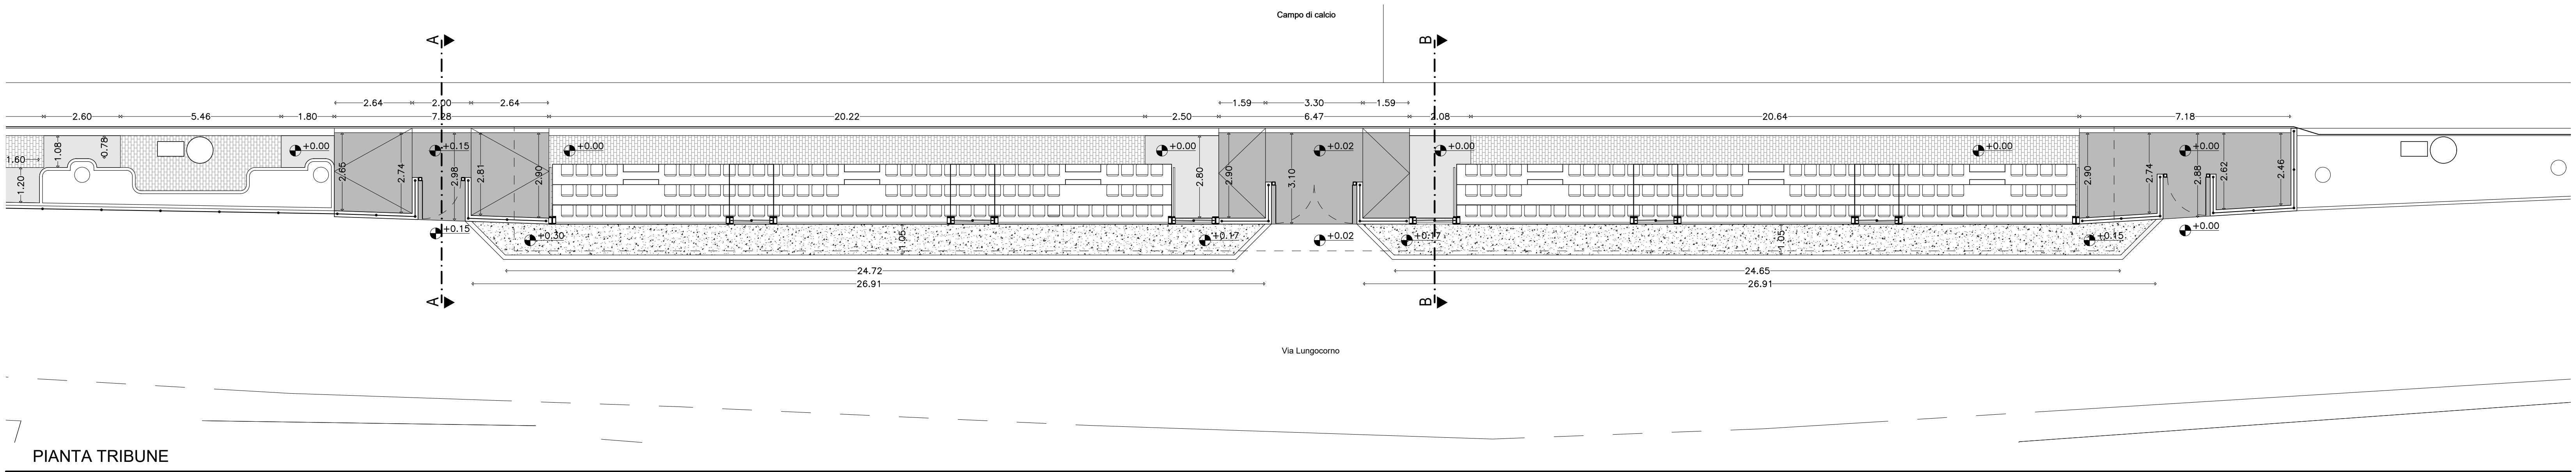 Campo di calcio
A B
2.64 2.00 2.64 1.59 3.30 1.59
2.60 5.46 1.80 7.28 20.22 2.50 6.47 2.08 20.64 7.18
1.60 1.08 0.78 +0.00 +0.15 +0.00 +0.00 +0.02 +0.00 +0.00 +0.00
1.20 2.65 2.74 2.98 2.81 2.90 2.80 2.90 3.10 2.90 2.74 2.88 2.62 2.46
+0.15 +0.30 1.05 +0.17 +0.02 +0.17 1.05 +0.15 +0.00
24.72 24.65
26.91 26.91
A B
Via Lungocorno
PIANTA TRIBUNE